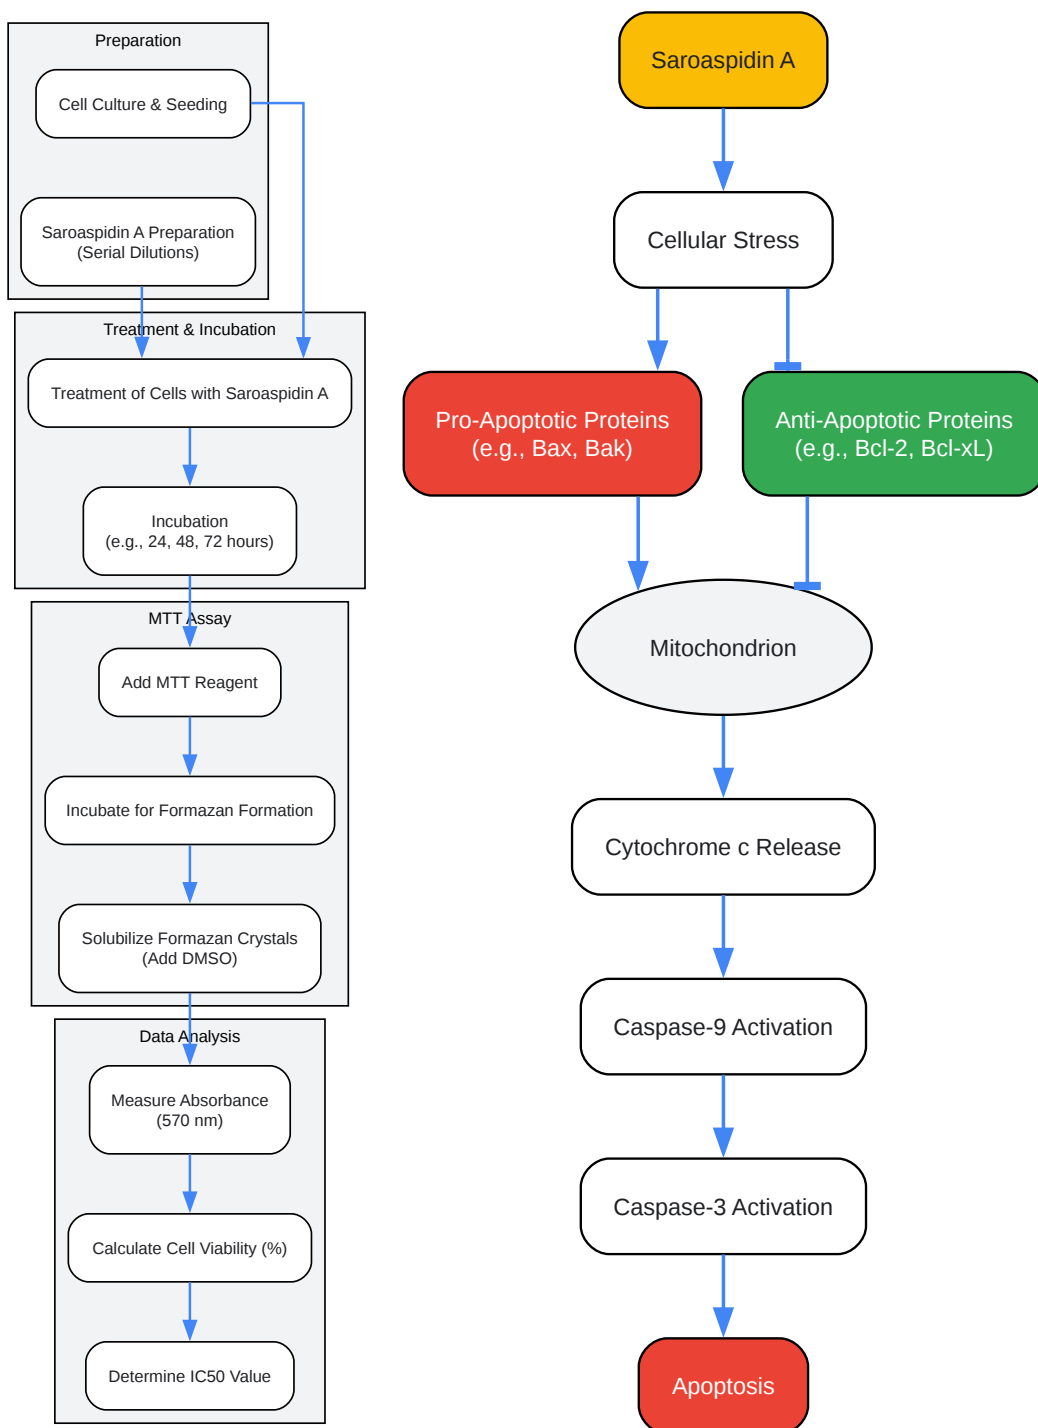 Preparation
Cell Culture & Seeding
Saroaspidin A Preparation
(Serial Dilutions)
Treatment & Incubation
Treatment of Cells with Saroaspidin A
Incubation
(e.g., 24, 48, 72 hours)
MTT Assay
Add MTT Reagent
Incubate for Formazan Formation
Solubilize Formazan Crystals
(Add DMSO)
Data Analysis
Measure Absorbance
(570 nm)
Calculate Cell Viability (%)
Determine IC50 Value
Saroaspidin A
Cellular Stress
Pro-Apoptotic Proteins
(e.g., Bax, Bak)
Anti-Apoptotic Proteins
(e.g., Bcl-2, Bcl-xL)
Mitochondrion
Cytochrome c Release
Caspase-9 Activation
Caspase-3 Activation
Apoptosis